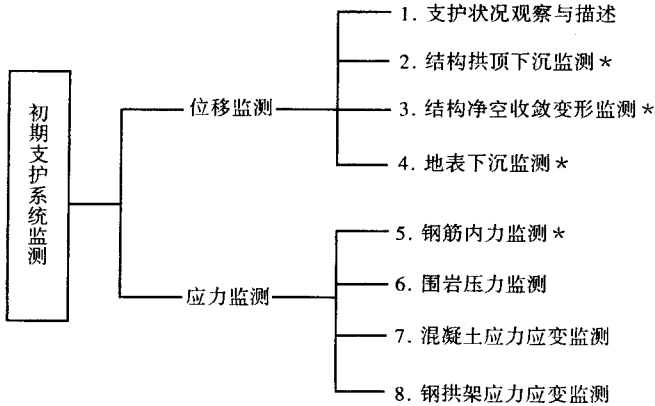 初期支护系统监测
位移监测
1. 支护状况观察与描述
2. 结构拱顶下沉监测*
3. 结构净空收敛变形监测*
4. 地表下沉监测*
应力监测
5. 钢筋内力监测*
6. 围岩压力监测
7. 混凝土应力应变监测
8. 钢拱架应力应变监测